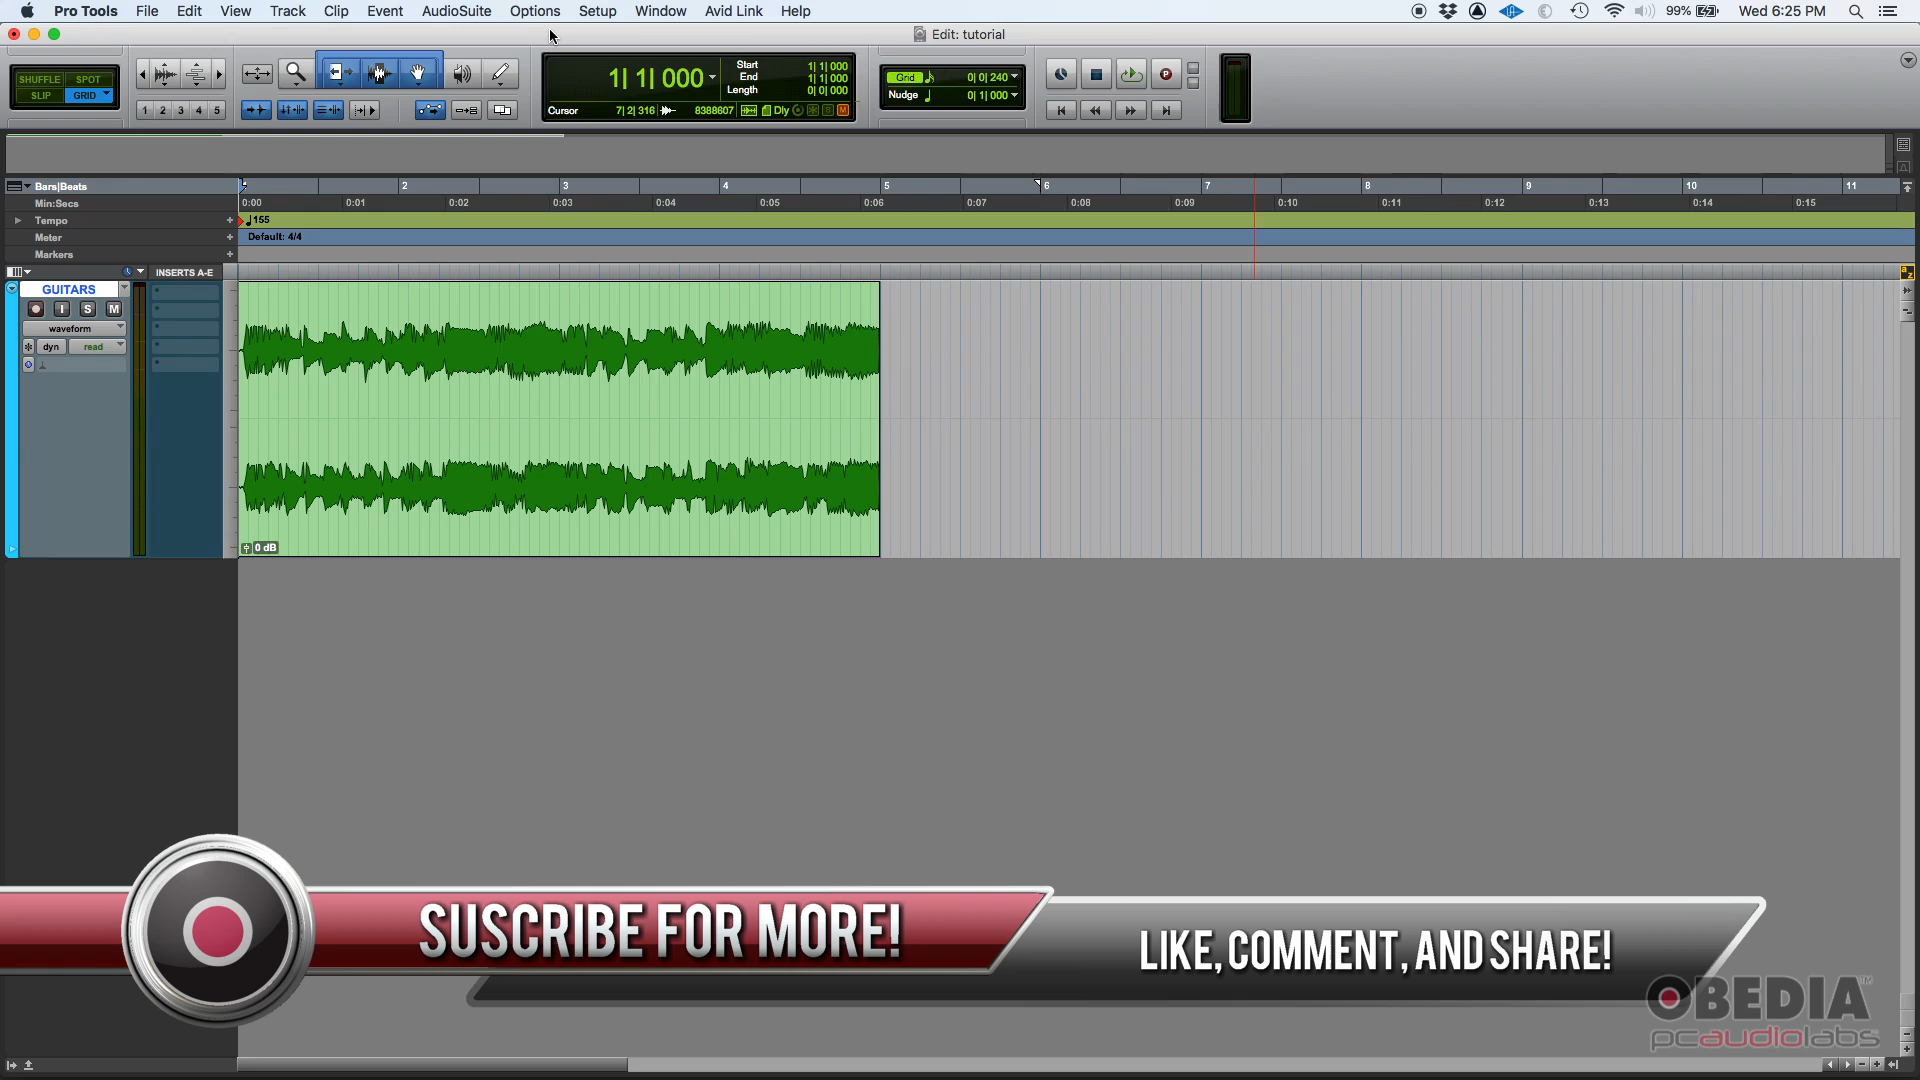 Pro Tools File Edit View Track Clip Event AudioSuite Options Setup Window Avid Link Help 99% Wed 6:25 PM
Edit: tutorial
SHUFFLE SPOT
SLIP GRID
1 2 3 4 5
1| 1| 000
Start 1| 1| 000
End 1| 1| 000
Length 0| 0| 000
Cursor 7| 2| 316 8388607 Dly M
Grid 0| 0| 240
Nudge 0| 1| 000
P
Bars|Beats 2 3 4 5 6 7 8 9 10 11
Min:Secs 0:00 0:01 0:02 0:03 0:04 0:05 0:06 0:07 0:08 0:09 0:10 0:11 0:12 0:13 0:14 0:15
Tempo 155
Meter Default: 4/4
Markers
INSERTS A-E
GUITARS
I S M
waveform
dyn read
0 dB
SUSCRIBE FOR MORE!
LIKE, COMMENT, AND SHARE!
OBEDIA™
pcaudiolabs